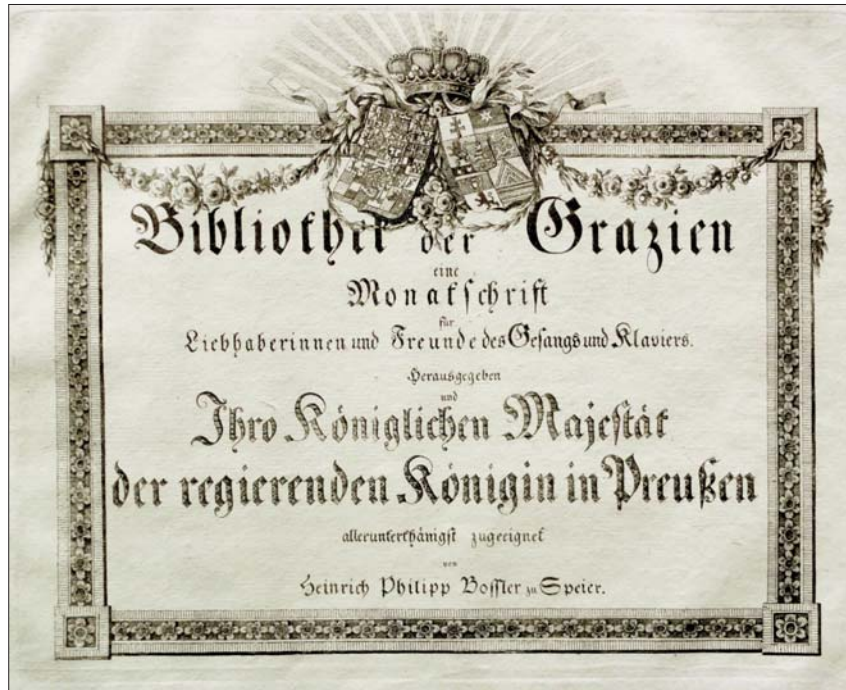 Bibliothek der Grazien
eine
Monatschrift
für
Liebhaberinnen und Freunde des Gesangs und Klaviers.
Herausgegeben
und
Ihro Königlichen Majestät
der regierenden Königin in Preußen
allerunterthänigst zugeeignet
von
Heinrich Philipp Bossler zu Speier.